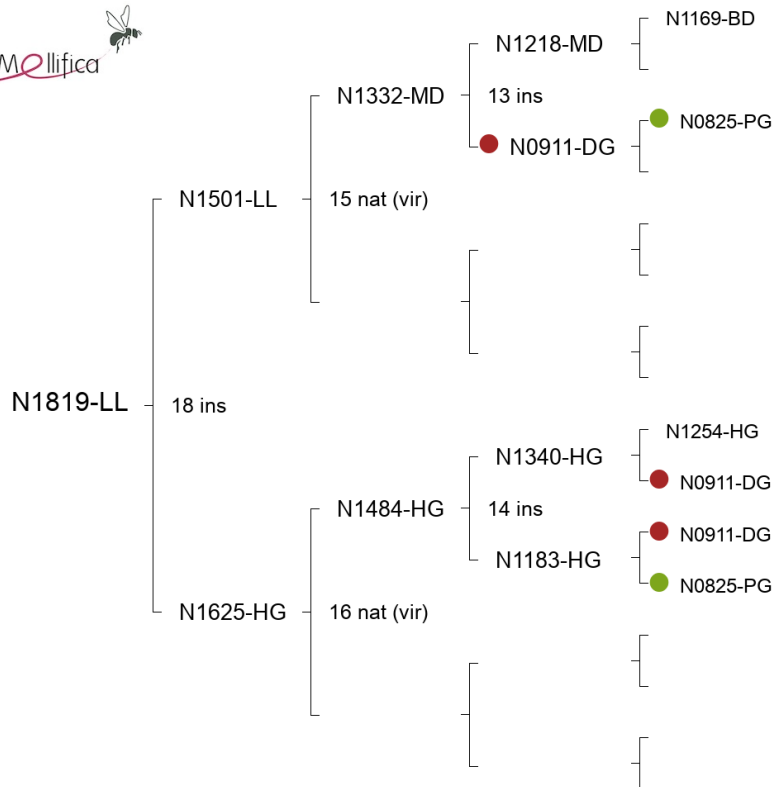 Mellifica
N1169-BD
N1218-MD
N1332-MD
13 ins
N0825-PG
N0911-DG
N1501-LL
15 nat (vir)
N1819-LL
18 ins
N1254-HG
N1340-HG
N0911-DG
N1484-HG
14 ins
N0911-DG
N1183-HG
N0825-PG
N1625-HG
16 nat (vir)